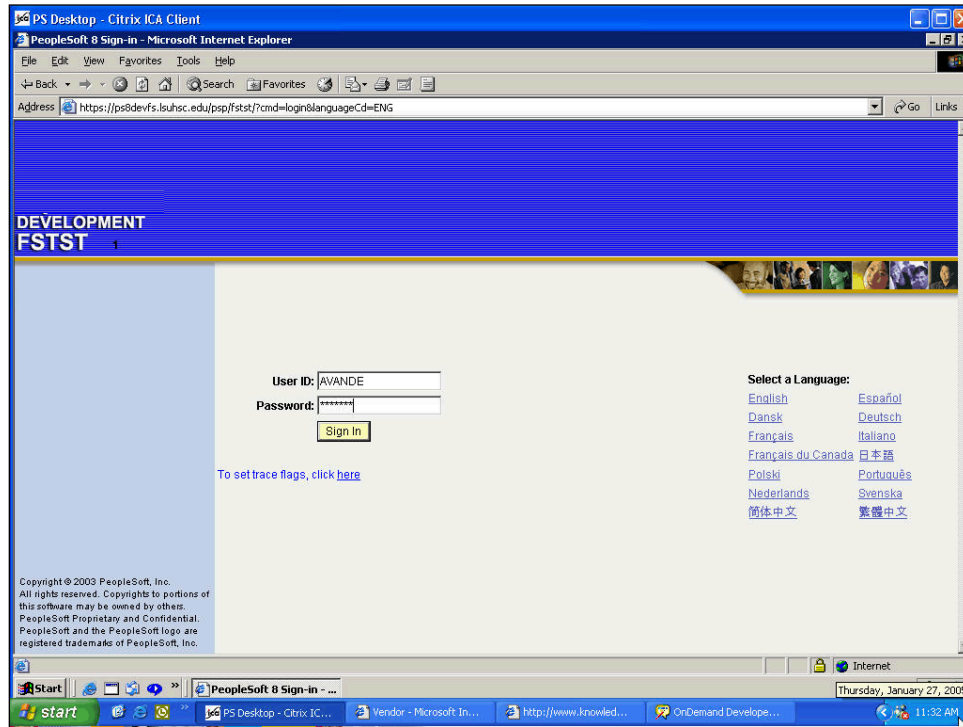 PS Desktop - Citrix ICA Client
PeopleSoft 8 Sign-in - Microsoft Internet Explorer
File Edit View Favorites Tools Help
Back Search Favorites
Address https://ps8devfs.lsuhsc.edu/psp/fstst/?cmd=login&languageCd=ENG Go Links
DEVELOPMENT
FSTST 1
User ID: AVANDE
Password: *******
Sign In
To set trace flags, click here
Select a Language:
English Español
Dansk Deutsch
Français Italiano
Français du Canada 日本語
Polski Português
Nederlands Svenska
简体中文 繁體中文
Copyright © 2003 PeopleSoft, Inc.
All rights reserved. Copyrights to portions of
this software may be owned by others.
PeopleSoft Proprietary and Confidential.
PeopleSoft and the PeopleSoft logo are
registered trademarks of PeopleSoft, Inc.
Internet
Start » PeopleSoft 8 Sign-in - ...
Thursday, January 27, 2005
start » PS Desktop - Citrix IC... Vendor - Microsoft In... http://www.knowled... OnDemand Develope... 11:32 AM